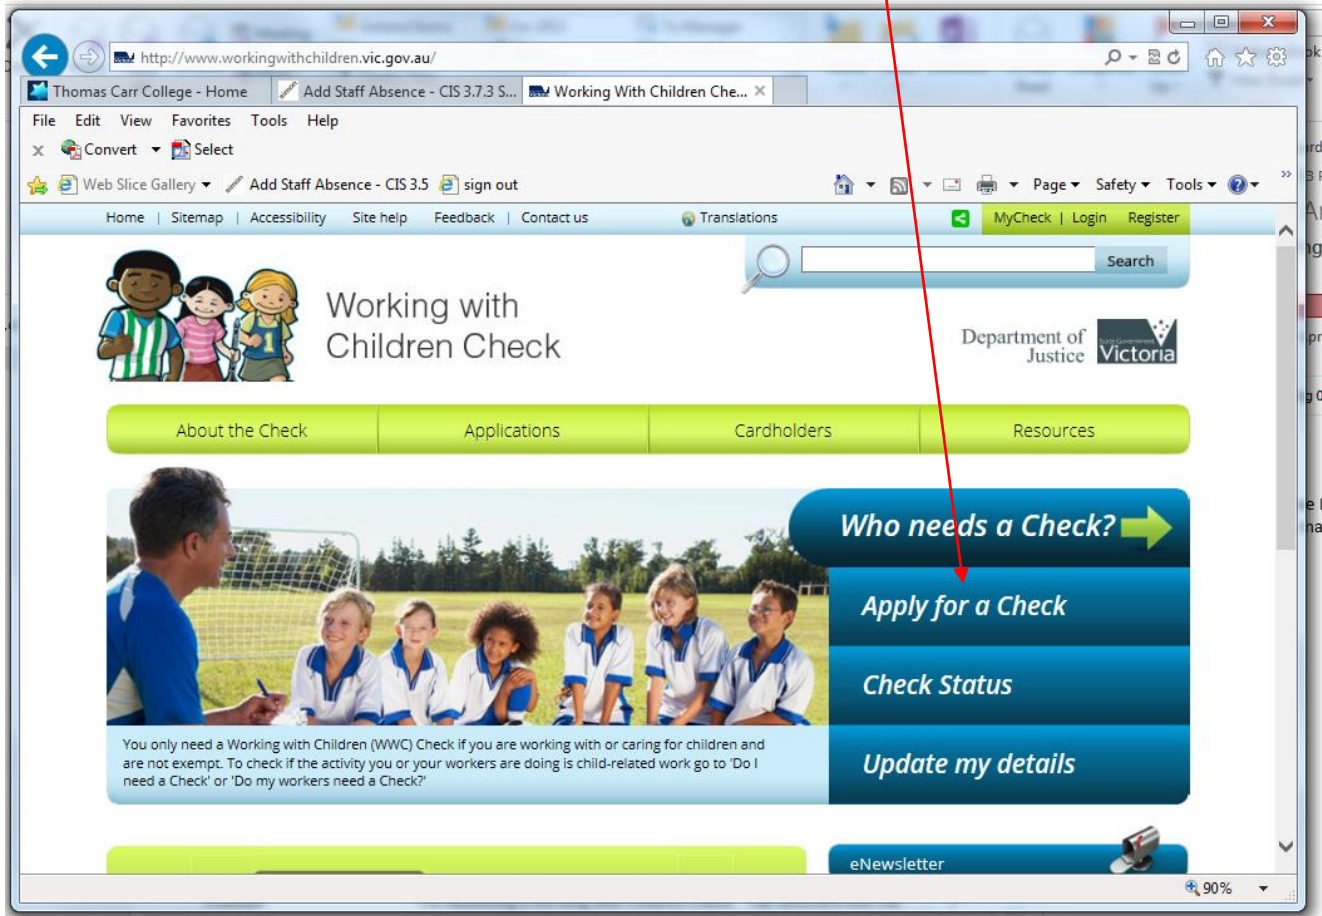 http://www.workingwithchildren.vic.gov.au/
Thomas Carr College - Home
Add Staff Absence - CIS 3.7.3 S...
Working With Children Che...
File Edit View Favorites Tools Help
x Convert Select
Web Slice Gallery Add Staff Absence - CIS 3.5 sign out Page Safety Tools »
Home | Sitemap | Accessibility Site help Feedback | Contact us Translations MyCheck | Login Register
Search
Working with
Children Check
Department of
Justice
Victoria
About the Check Applications Cardholders Resources
Who needs a Check?
Apply for a Check
Check Status
Update my details
You only need a Working with Children (WWC) Check if you are working with or caring for children and
are not exempt. To check if the activity you or your workers are doing is child-related work go to 'Do I
need a Check' or 'Do my workers need a Check?'
eNewsletter
90%